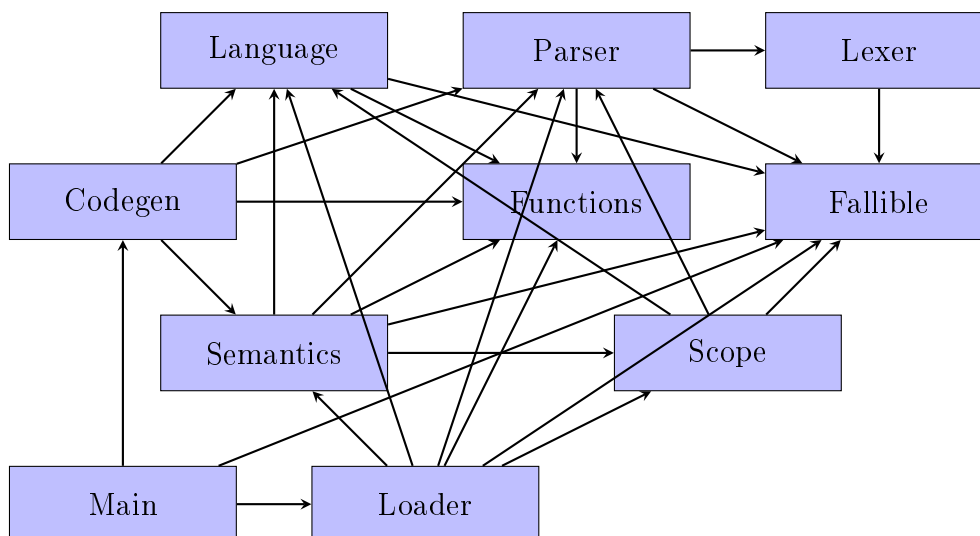 Language
Parser
Lexer
Codegen
Functions
Fallible
Semantics
Scope
Main
Loader